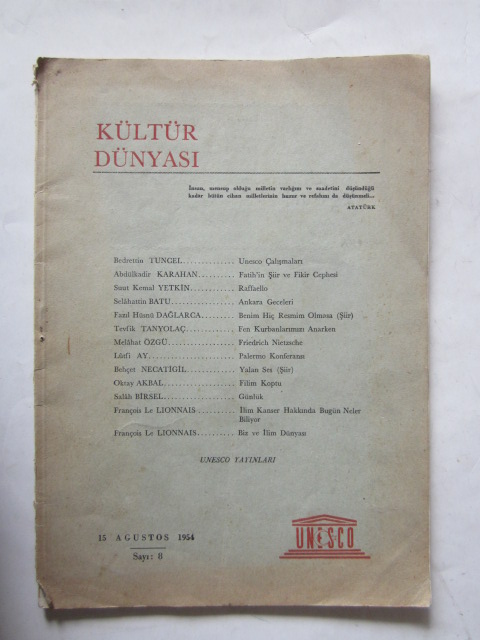 KÜLTÜR
DÜNYASI
İnsan, mensup olduğu milletin varlığını ve saadetini düşündüğü
kadar bütün cihan milletlerinin huzur ve refahını da düşünmeli...
ATATÜRK
Bedrettin TUNCEL.............. Unesco Çalışmaları
Abdülkadir KARAHAN.......... Fatih'in Şiir ve Fikir Cephesi
Suut Kemal YETKİN............ Raffaello
Selâhattin BATU................ Ankara Geceleri
Fazıl Hüsnü DAĞLARCA........ Benim Hiç Resmim Olmasa (Şiir)
Tevfik TANYOLAÇ............. Fen Kurbanlarımızı Anarken
Melâhat ÖZGÜ................. Friedrich Nietzsche
Lütfi AY...................... Palermo Konferansı
Behçet NECATİGİL............. Yalan Ses (Şiir)
Oktay AKBAL.................. Filim Koptu
Salâh BİRSEL.................. Günlük
François Le LIONNAIS.......... İlim Kanser Hakkında Bugün Neler
Biliyor
François Le LIONNAIS.......... Biz ve İlim Dünyası
UNESCO YAYINLARI
15 AGUSTOS 1954
Sayı: 8
UNESCO